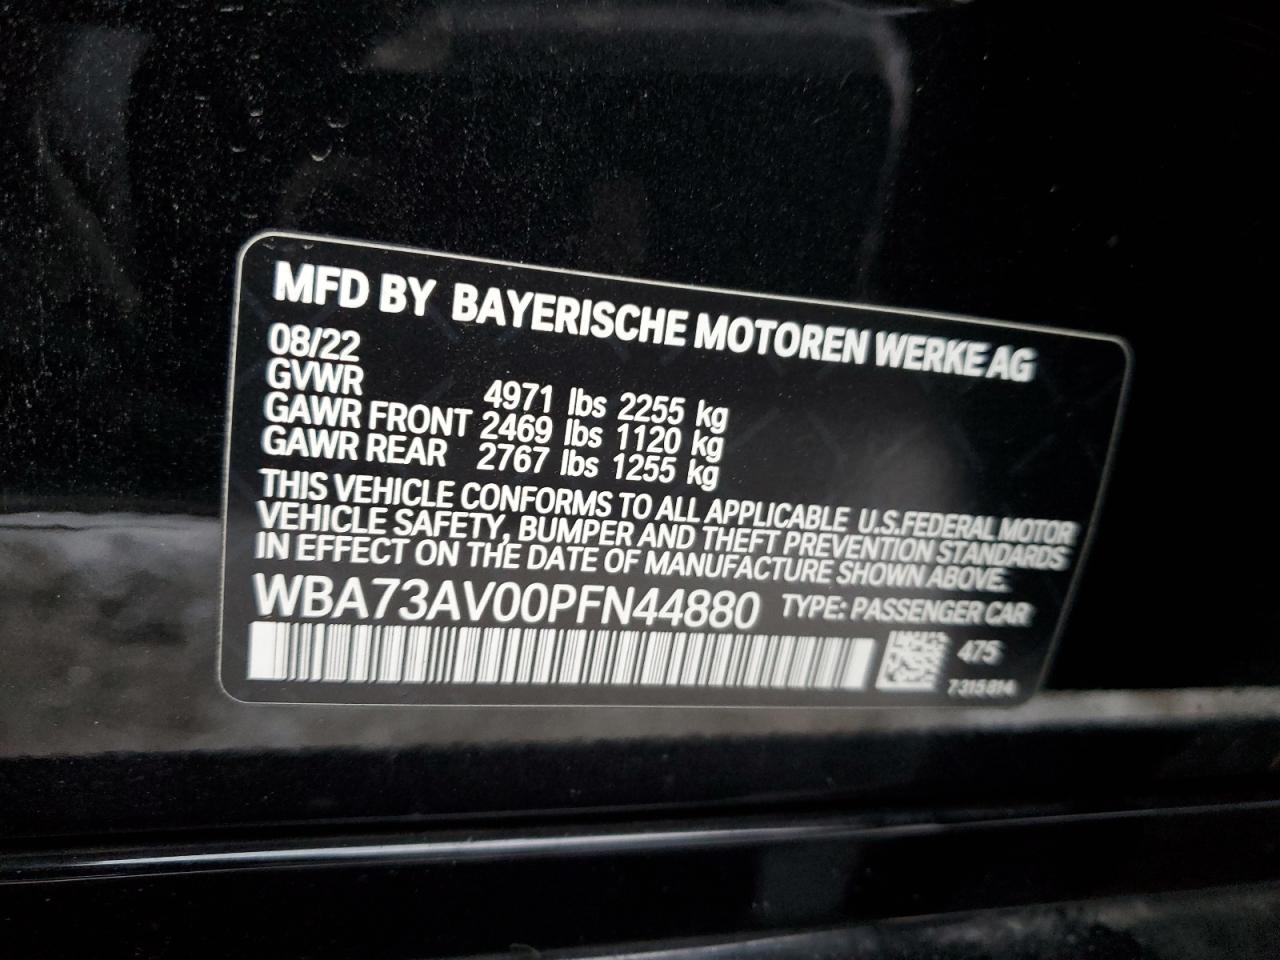 MFD BY BAYERISCHE MOTOREN WERKE AG
08/22
GVWR 4971 lbs 2255 kg
GAWR FRONT 2469 lbs 1120 kg
GAWR REAR 2767 lbs 1255 kg
THIS VEHICLE CONFORMS TO ALL APPLICABLE U.S.FEDERAL MOTOR
VEHICLE SAFETY, BUMPER AND THEFT PREVENTION STANDARDS
IN EFFECT ON THE DATE OF MANUFACTURE SHOWN ABOVE.
WBA73AV00PFN44880 TYPE: PASSENGER CAR
475
7315814